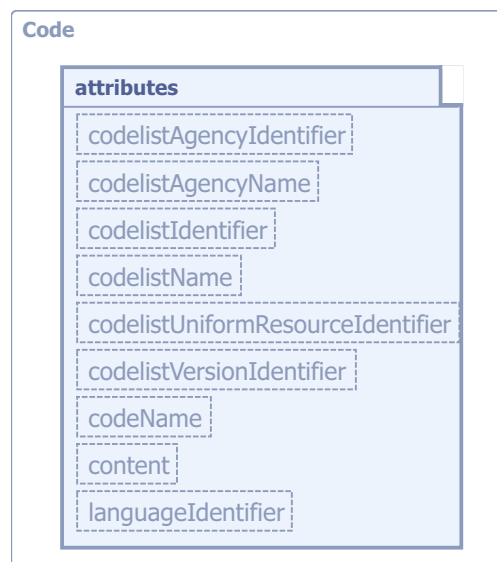 Code
attributes
codelistAgencyIdentifier
codelistAgencyName
codelistIdentifier
codelistName
codelistUniformResourceIdentifier
codelistVersionIdentifier
codeName
content
languageIdentifier